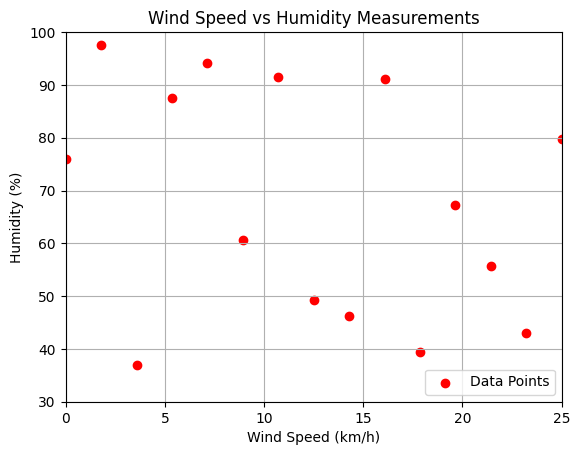 Wind Speed vs Humidity Measurements
Humidity (%)
100
90
80
70
60
50
40
30
0 5 10 15 20 25
Wind Speed (km/h)
Data Points